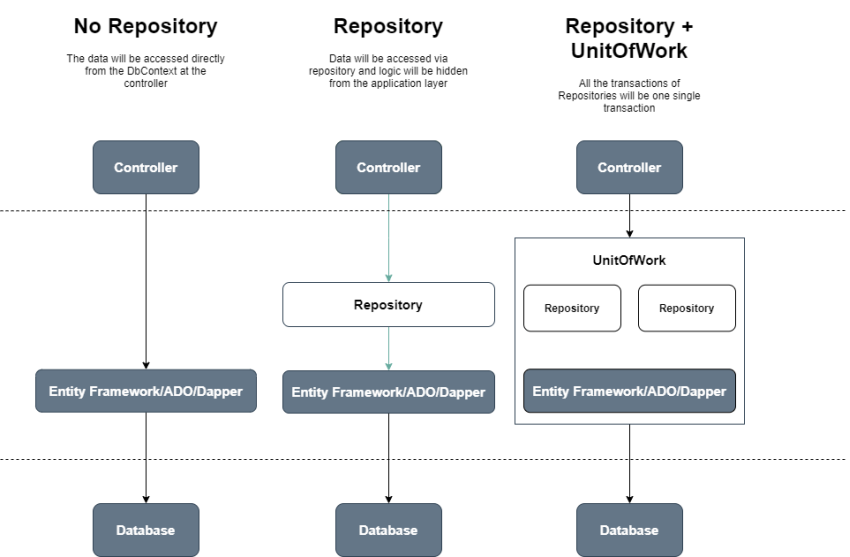 No Repository
The data will be accessed directly
from the DbContext at the
controller
Controller
Entity Framework/ADO/Dapper
Database
Repository
Data will be accessed via
repository and logic will be hidden
from the application layer
Controller
Repository
Entity Framework/ADO/Dapper
Database
Repository +
UnitOfWork
All the transactions of
Repositories will be one single
transaction
Controller
UnitOfWork
Repository
Repository
Entity Framework/ADO/Dapper
Database